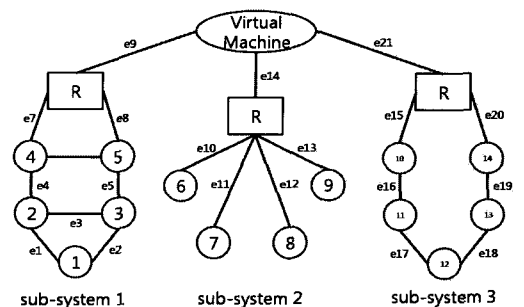 Virtual
Machine
e9
e21
e14
R
R
R
e7
e8
e15
e20
e10
e13
4
5
6
e11
e12
9
10
14
e4
e5
e16
e19
2
e3
3
7
8
11
13
e1
e2
1
e17
e18
12
sub-system 1
sub-system 2
sub-system 3